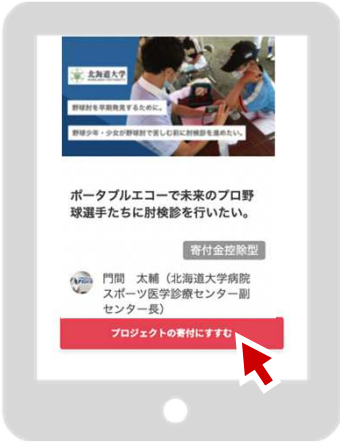 北海道大学
HOKKAIDO UNIVERSITY
野球肘を早期発見するために。
野球少年・少女が野球肘で苦しむ前に肘検診を進めたい。
ポータブルエコーで未来のプロ野
球選手たちに肘検診を行いたい。
寄付金控除型
門間　太輔（北海道大学病院
スポーツ医学診療センター副
センター長）
プロジェクトの寄付にすすむ